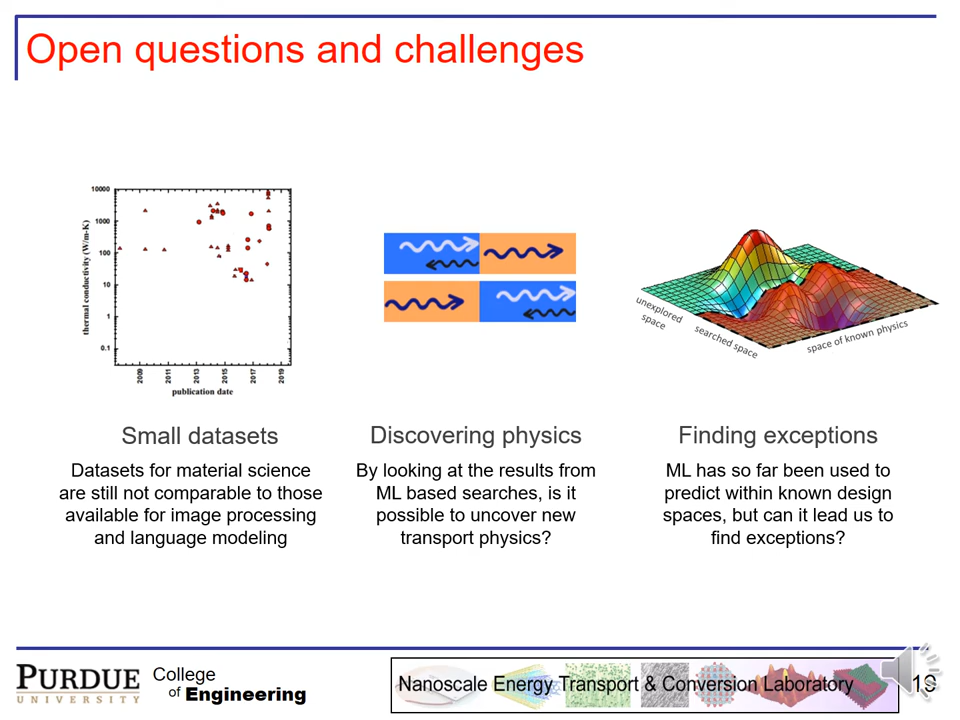 Open questions and challenges
10000
1000
100
10
1
0.1
thermal conductivity (W/m-K)
2009
2011
2013
2015
2017
2019
publication date
unexplored
space
searched space
space of known physics
Small datasets
Datasets for material science
are still not comparable to those
available for image processing
and language modeling
Discovering physics
By looking at the results from
ML based searches, is it
possible to uncover new
transport physics?
Finding exceptions
ML has so far been used to
predict within known design
spaces, but can it lead us to
find exceptions?
PURDUE
UNIVERSITY
College
of Engineering
Nanoscale Energy Transport & Conversion Laboratory
19